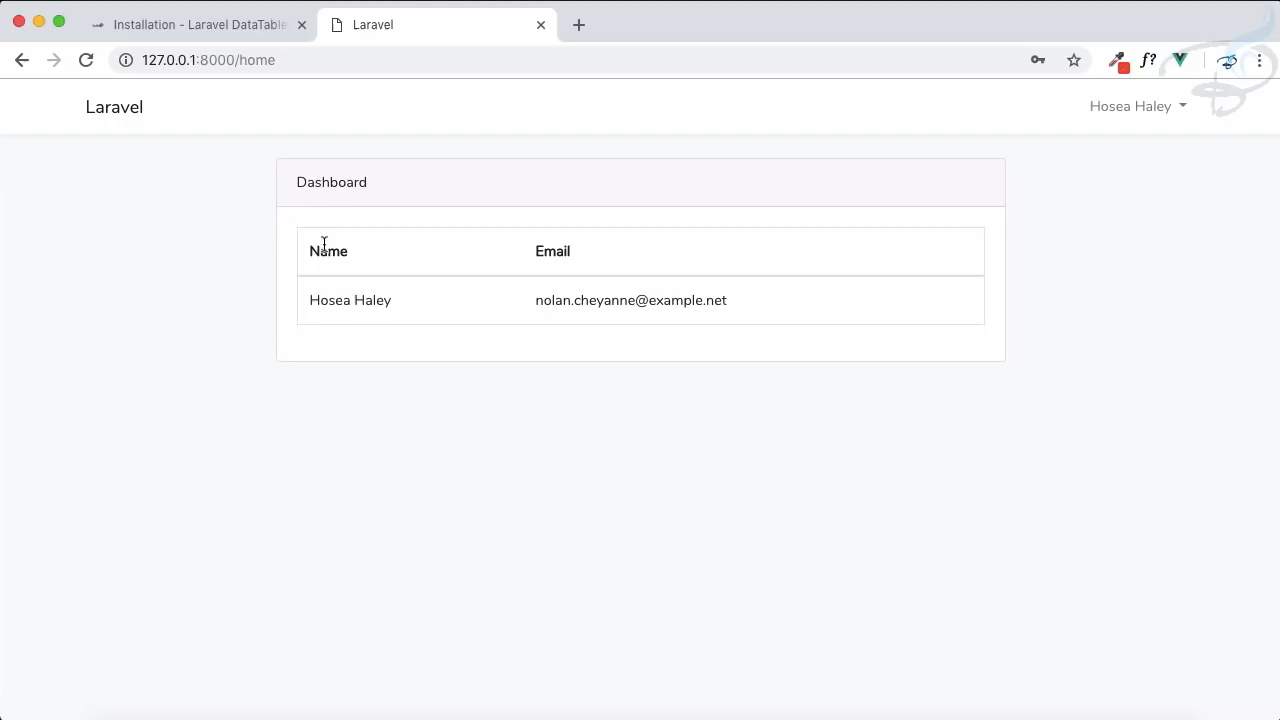 Installation - Laravel DataTable
Laravel
127.0.0.1:8000/home
f?
Laravel
Hosea Haley
Dashboard
Name Email
Hosea Haley nolan.cheyanne@example.net